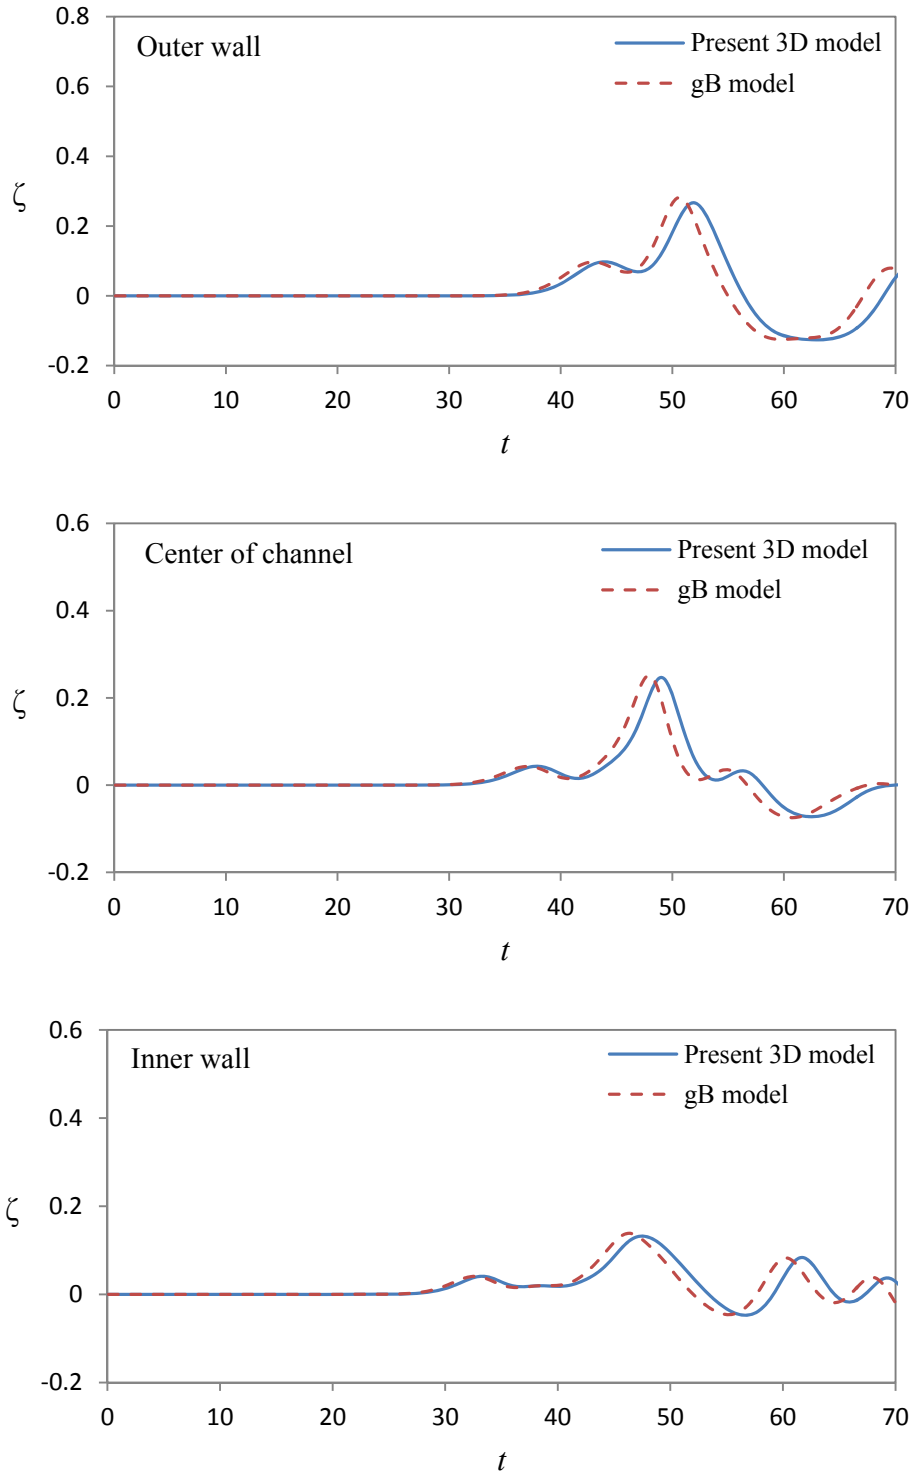 0.8
Outer wall
Present 3D model
0.6
gB model
0.4
ζ
0.2
0
-0.2
0 10 20 30 40 50 60 70
t
0.6
Center of channel
Present 3D model
gB model
0.4
ζ
0.2
0
-0.2
0 10 20 30 40 50 60 70
t
0.6
Inner wall
Present 3D model
gB model
0.4
ζ
0.2
0
-0.2
0 10 20 30 40 50 60 70
t